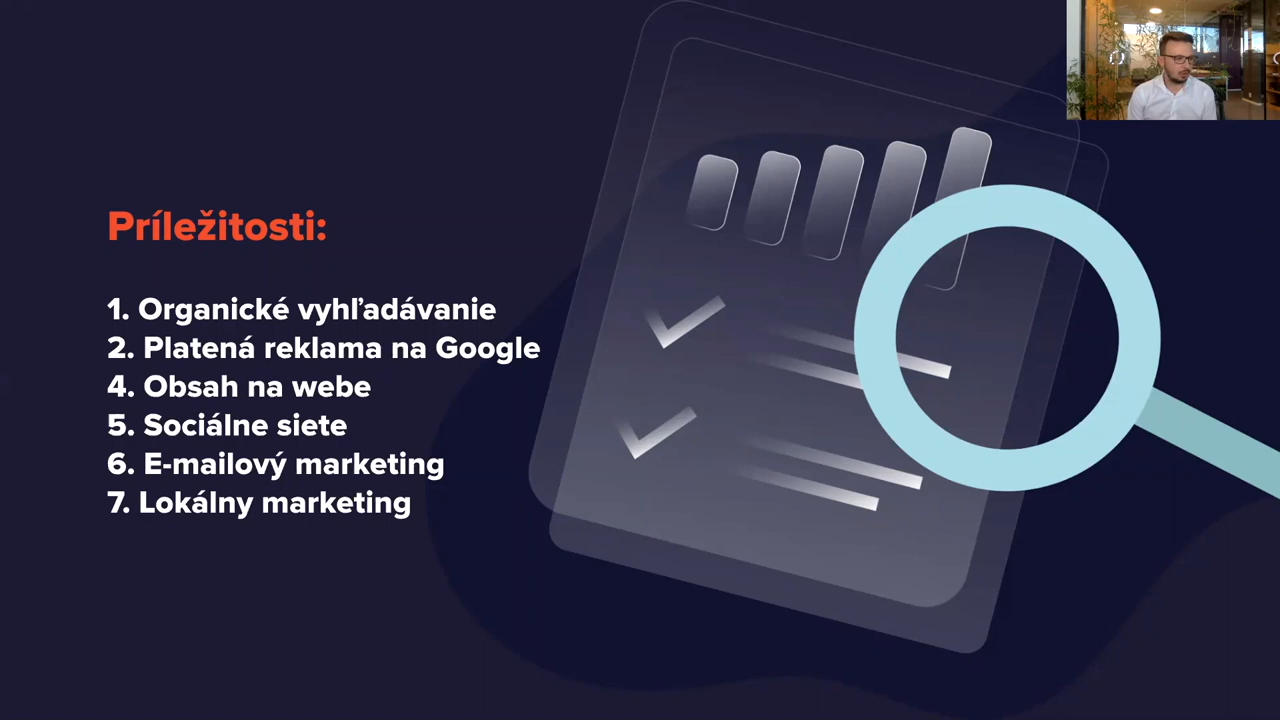 Príležitosti:
1. Organické vyhľadávanie
2. Platená reklama na Google
4. Obsah na webe
5. Sociálne siete
6. E-mailový marketing
7. Lokálny marketing